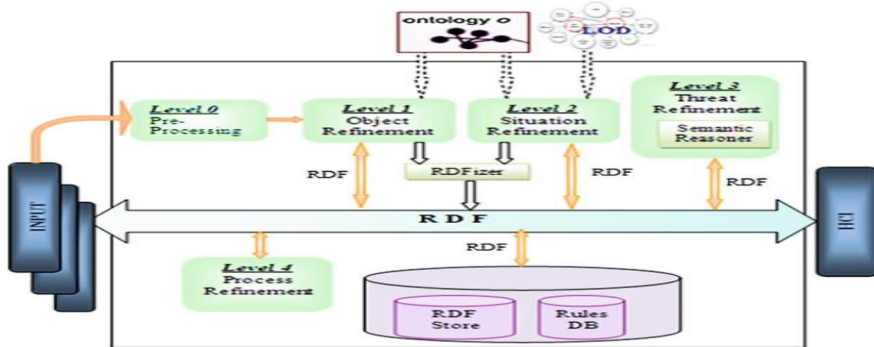 ontology o
LOD
Level 0
Pre-
Processing
Level 1
Object
Refinement
Level 2
Situation
Refinement
Level 3
Threat
Refinement
Semantic
Reasoner
RDF
RDFizer
RDF
RDF
INPUT
R D F
HCI
RDF
Level 4
Process
Refinement
RDF
Store
Rules
DB